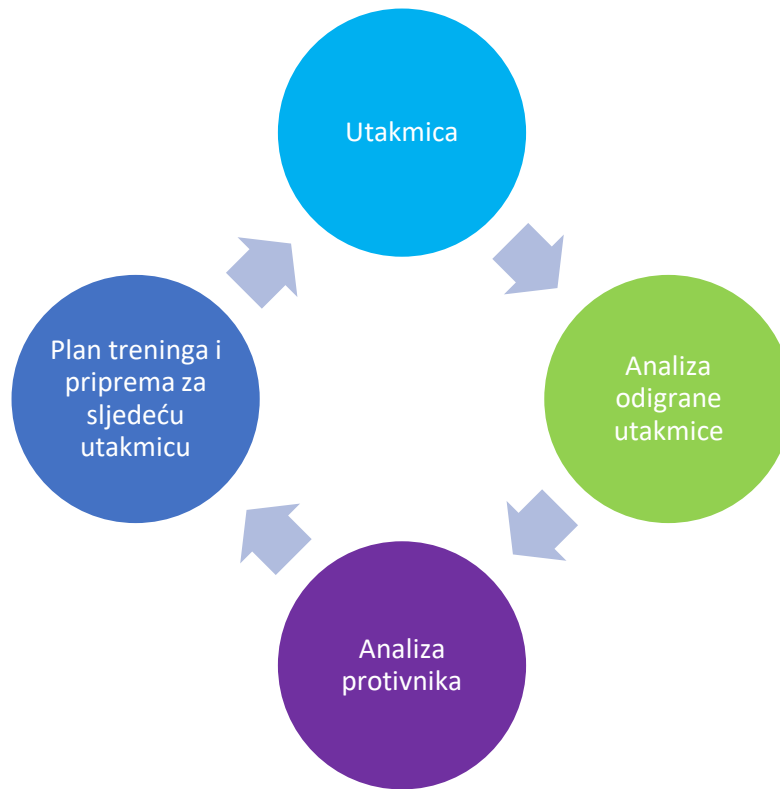 Utakmica
Analiza
odigrane
utakmice
Analiza
protivnika
Plan treninga i
priprema za
sljedeću
utakmicu